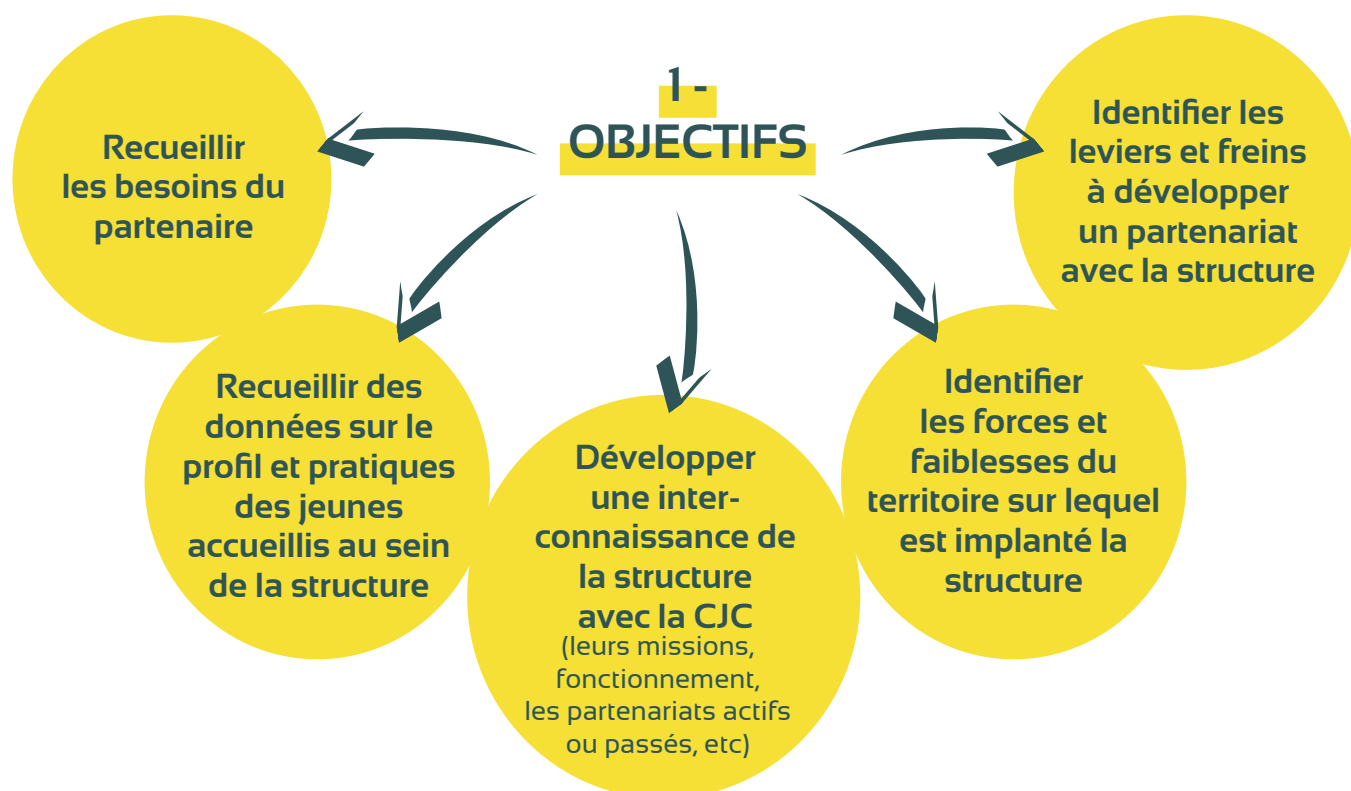 1 -
OBJECTIFS
Recueillir
les besoins du
partenaire
Recueillir des
données sur le
profil et pratiques
des jeunes
accueillis au sein
de la structure
Développer
une inter-
connaissance de
la structure
avec la CJC
(leurs missions,
fonctionnement,
les partenariats actifs
ou passés, etc)
Identifier
les forces et
faiblesses du
territoire sur lequel
est implanté la
structure
Identifier les
leviers et freins
à développer
un partenariat
avec la structure